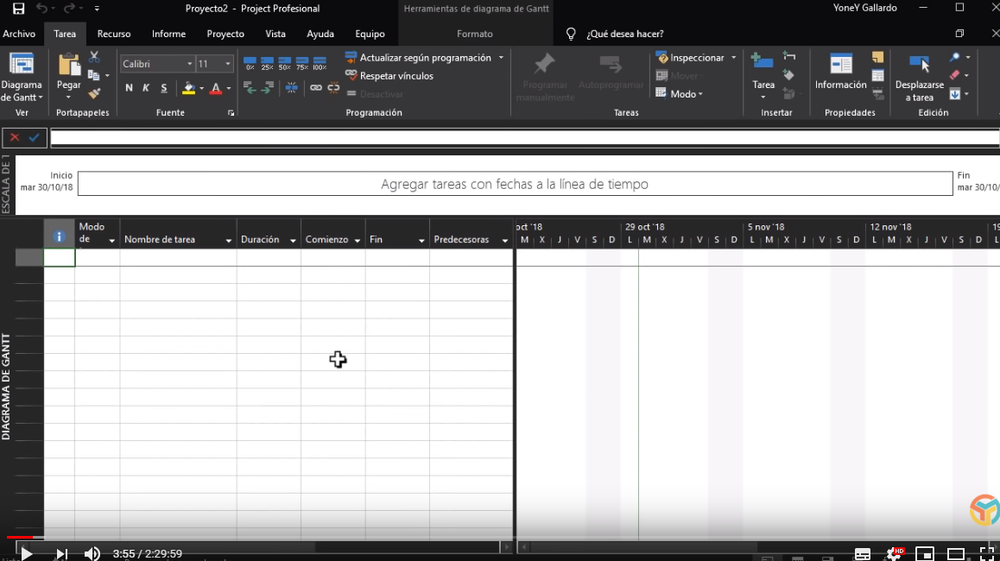 Proyecto2 - Project Profesional
Herramientas de diagrama de Gantt
YoneY Gallardo
Archivo Tarea Recurso Informe Proyecto Vista Ayuda Equipo Formato ¿Qué desea hacer?
Diagrama
de Gantt
Ver
Pegar
Portapapeles
Calibri 11
N K S A
Fuente
0% 25% 50% 75% 100%
Actualizar según programación
Respetar vínculos
Desactivar
Programación
Programar
manualmente
Autoprogramar
Inspeccionar
Mover
Modo
Tareas
Tarea
Insertar
Información
Propiedades
Desplazarse
a tarea
Edición
ESCALA DE T
Inicio
mar 30/10/18
Agregar tareas con fechas a la línea de tiempo
Fin
mar 30/10/
Modo
de
Nombre de tarea Duración Comienzo Fin Predecesoras
oct '18 29 oct '18 5 nov '18 12 nov '18 19
M X J V S D L M X J V S D L M X J V S D L M X J V S D L
DIAGRAMA DE GANTT
3:55 / 2:29:59
HD